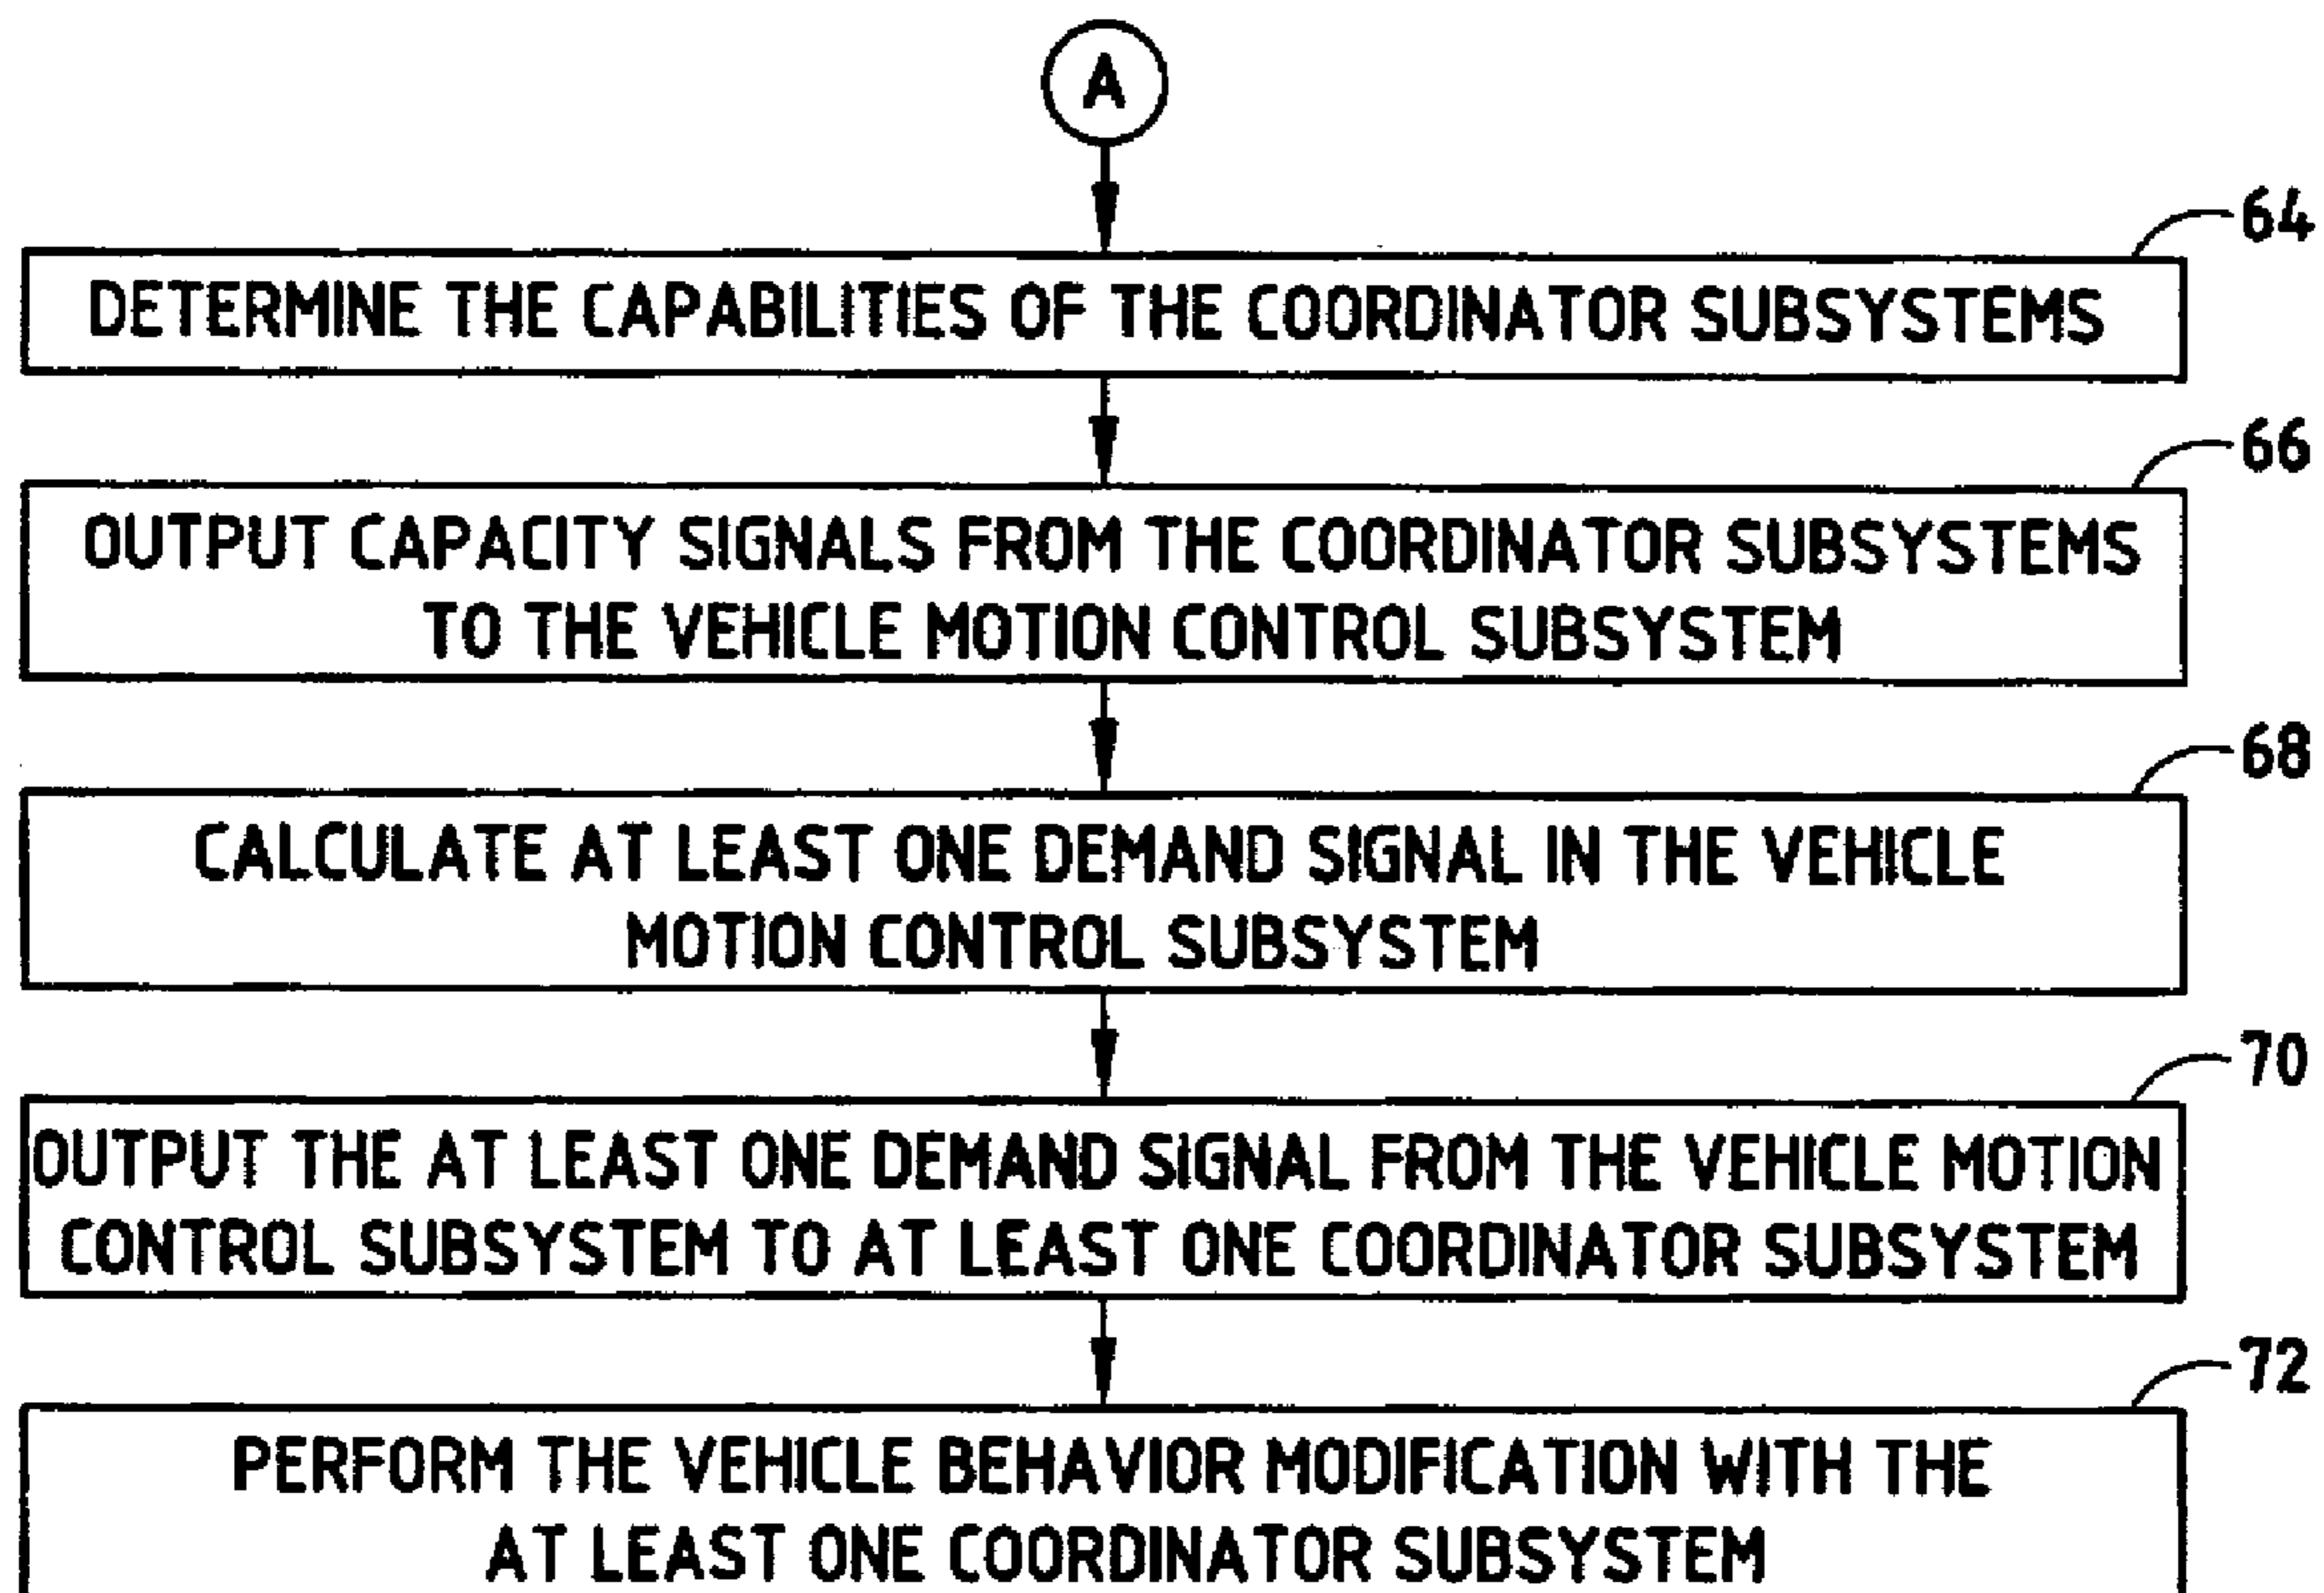 A
64
DETERMINE THE CAPABILITIES OF THE COORDINATOR SUBSYSTEMS
66
OUTPUT CAPACITY SIGNALS FROM THE COORDINATOR SUBSYSTEMS
TO THE VEHICLE MOTION CONTROL SUBSYSTEM
68
CALCULATE AT LEAST ONE DEMAND SIGNAL IN THE VEHICLE
MOTION CONTROL SUBSYSTEM
70
OUTPUT THE AT LEAST ONE DEMAND SIGNAL FROM THE VEHICLE MOTION
CONTROL SUBSYSTEM TO AT LEAST ONE COORDINATOR SUBSYSTEM
72
PERFORM THE VEHICLE BEHAVIOR MODIFICATION WITH THE
AT LEAST ONE COORDINATOR SUBSYSTEM